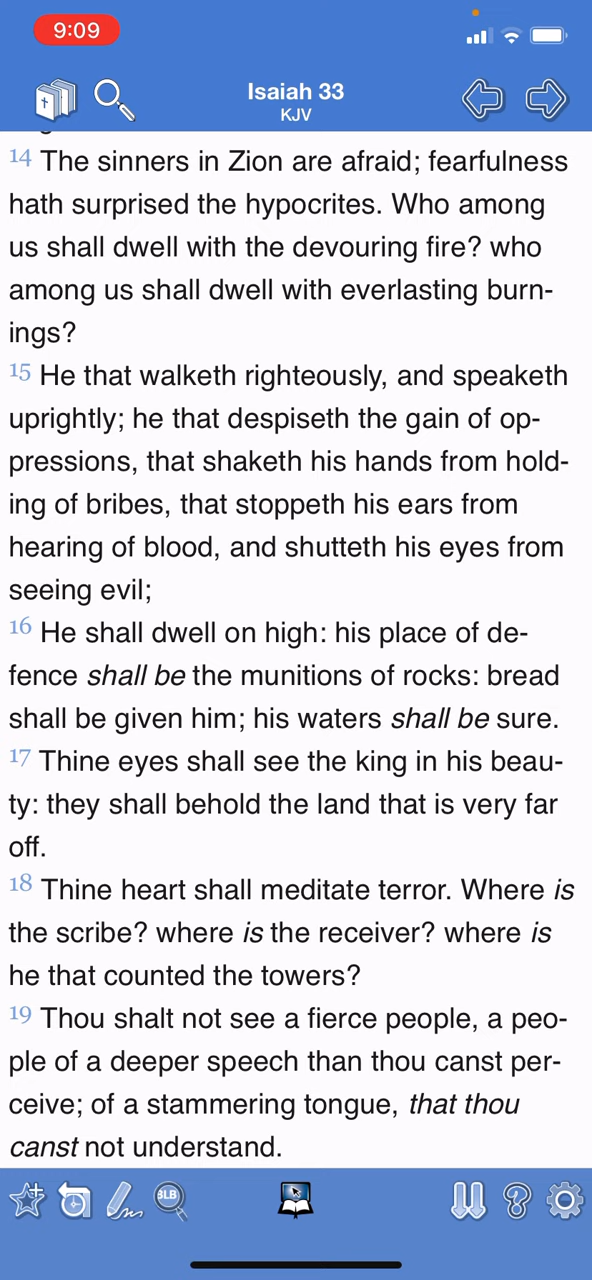 9:09
Isaiah 33
KJV
14 The sinners in Zion are afraid; fearfulness
hath surprised the hypocrites. Who among
us shall dwell with the devouring fire? who
among us shall dwell with everlasting burn-
ings?
15 He that walketh righteously, and speaketh
uprightly; he that despiseth the gain of op-
pressions, that shaketh his hands from hold-
ing of bribes, that stoppeth his ears from
hearing of blood, and shutteth his eyes from
seeing evil;
16 He shall dwell on high: his place of de-
fence shall be the munitions of rocks: bread
shall be given him; his waters shall be sure.
17 Thine eyes shall see the king in his beau-
ty: they shall behold the land that is very far
off.
18 Thine heart shall meditate terror. Where is
the scribe? where is the receiver? where is
he that counted the towers?
19 Thou shalt not see a fierce people, a peo-
ple of a deeper speech than thou canst per-
ceive; of a stammering tongue, that thou
canst not understand.
BLB